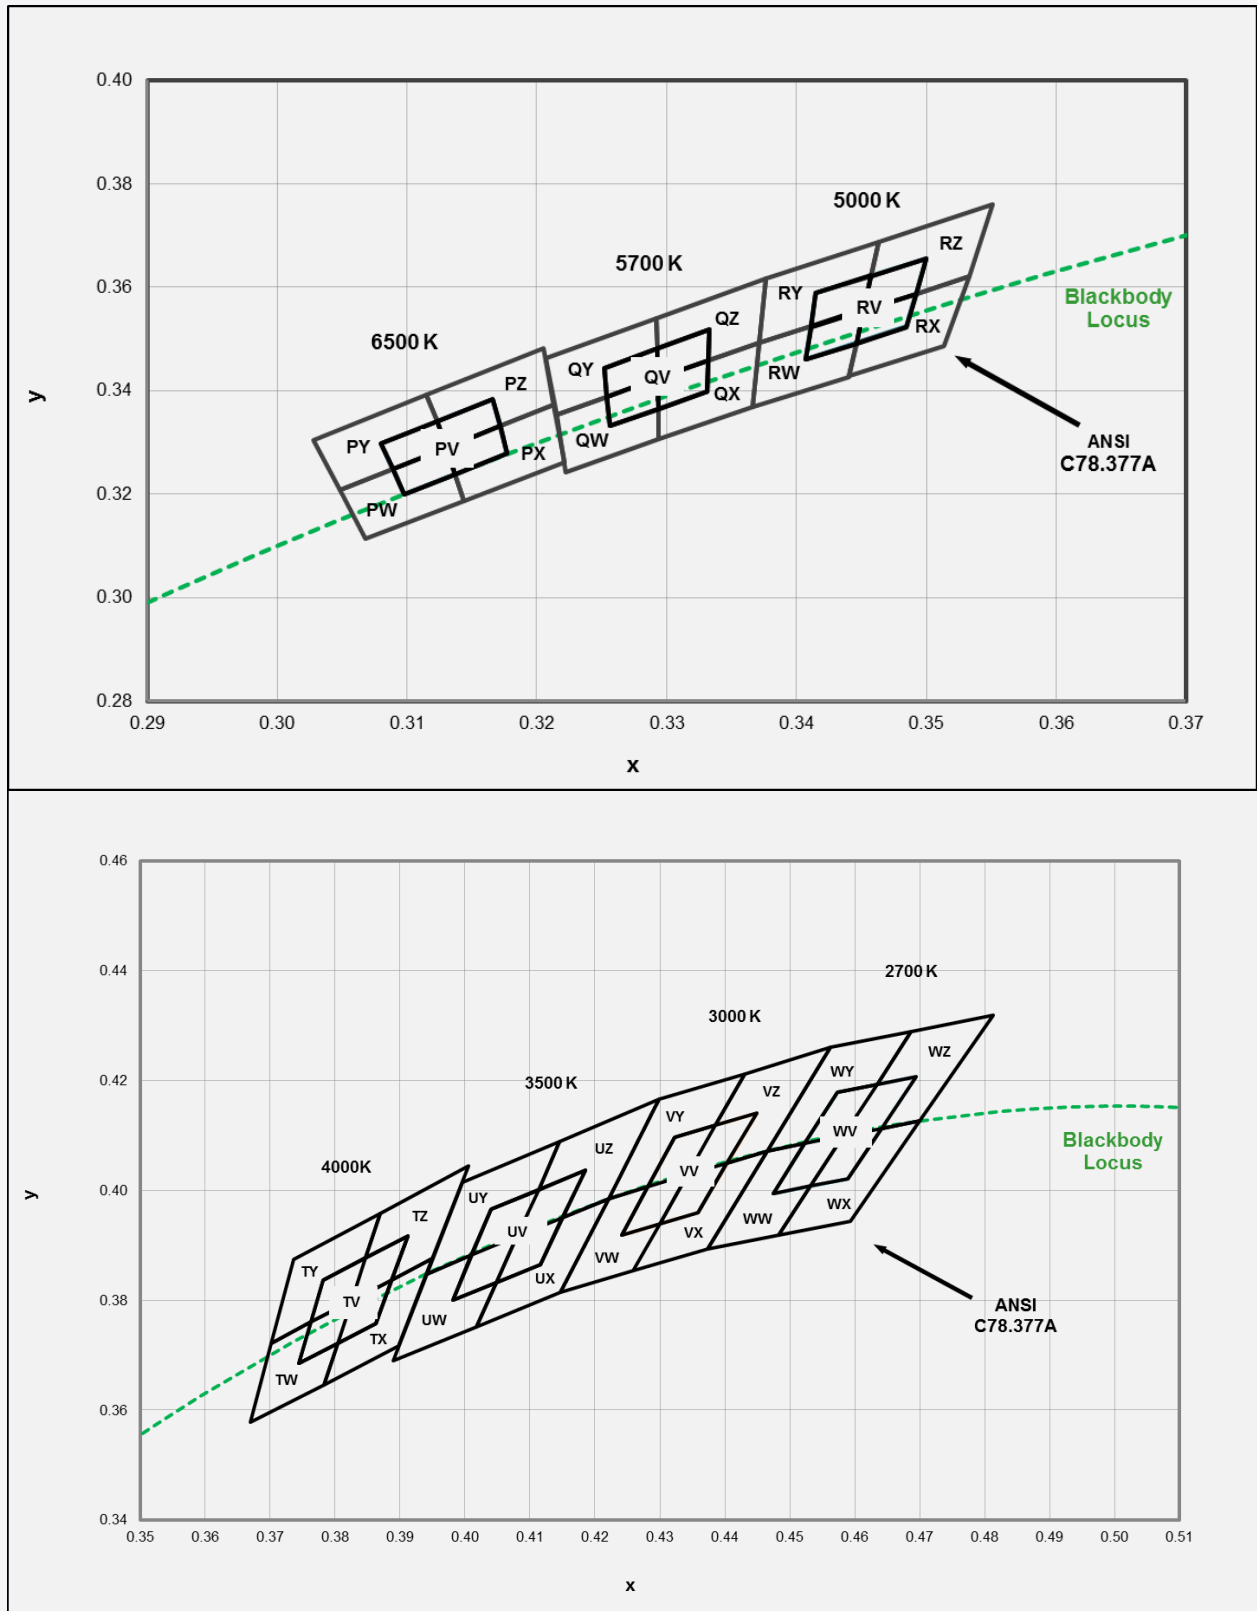 0.40
0.38
5000 K
RZ
5700 K
0.36
RY
Blackbody
Locus
RV
QZ
RX
6500 K
QY
RW
QV
PZ
QX
0.34
y
PY
PV
PX
QW
ANSI
C78.377A
0.32
PW
0.30
0.28
0.29
0.30
0.31
0.32
0.33
0.34
0.35
0.36
0.37
x
0.46
0.44
2700 K
3000 K
WZ
WY
3500 K
VZ
0.42
VY
WV
UZ
Blackbody
Locus
4000K
VV
y
0.40
UY
WX
TZ
WW
UV
VX
VW
TY
UX
0.38
TV
ANSI
C78.377A
UW
TX
TW
0.36
0.34
0.35
0.36
0.37
0.38
0.39
0.40
0.41
0.42
0.43
0.44
0.45
0.46
0.47
0.48
0.49
0.50
0.51
x